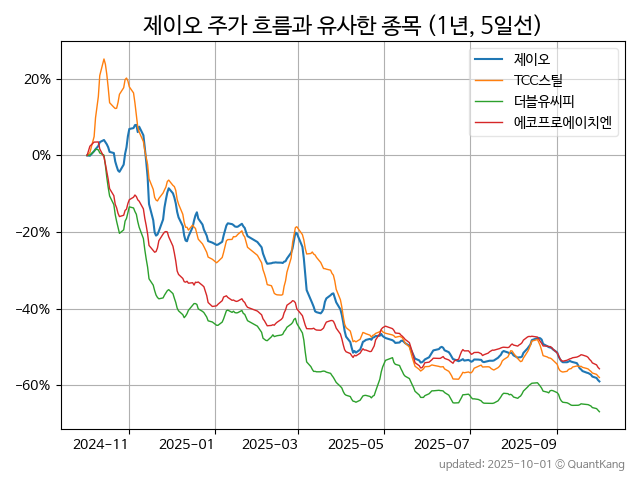 제이오 주가 흐름과 유사한 종목 (1년, 5일선)
제이오
TCC스틸
더블유씨피
에코프로에이치엔
20%
0%
−20%
−40%
−60%
2024−11
2025−01
2025−03
2025−05
2025−07
2025−09
updated: 2025-10-01 © QuantKang